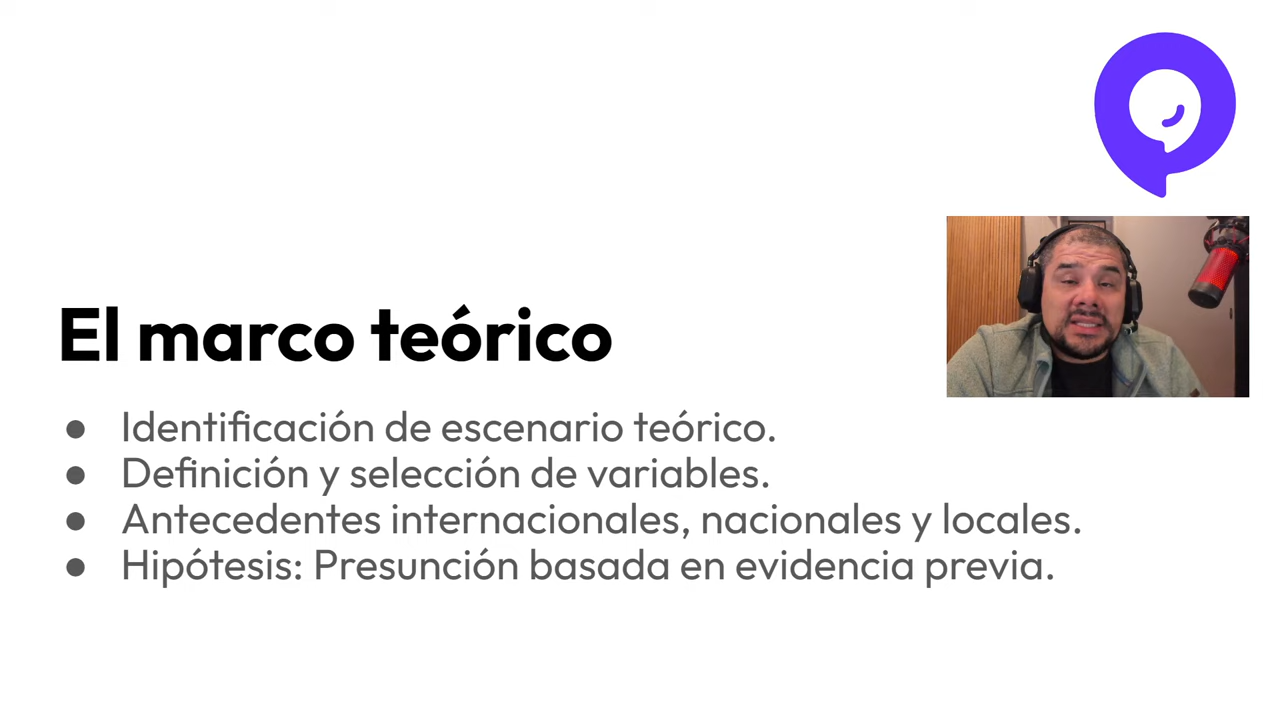 El marco teórico
● Identificación de escenario teórico.
● Definición y selección de variables.
● Antecedentes internacionales, nacionales y locales.
● Hipótesis: Presunción basada en evidencia previa.